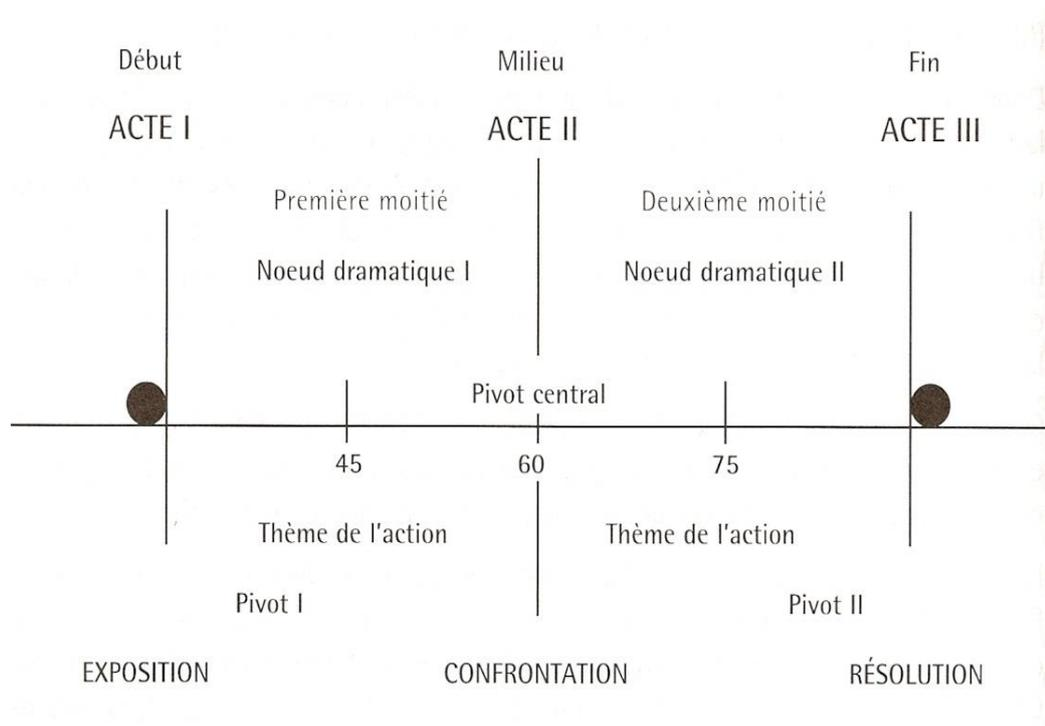 Début Milieu Fin
ACTE I ACTE II ACTE III
Première moitié Deuxième moitié
Noeud dramatique I Noeud dramatique II
Pivot central
45 60 75
Thème de l'action Thème de l'action
Pivot I Pivot II
EXPOSITION CONFRONTATION RÉSOLUTION